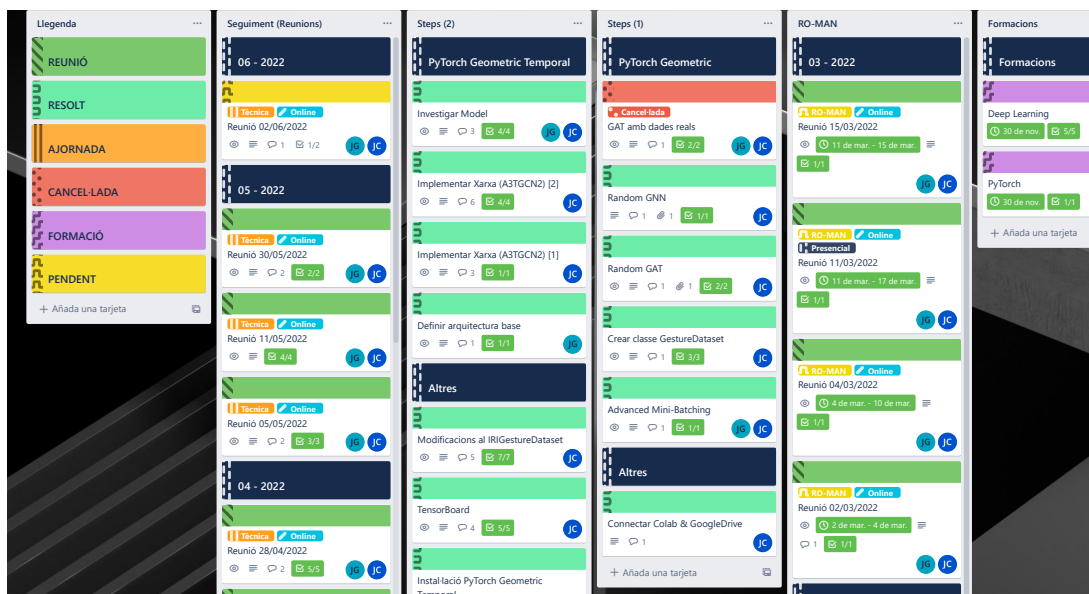 Llegenda
REUNIÓ
RESOLT
AJORNADA
CANCEL·LADA
FORMACIÓ
PENDENT
+ Añada una tarjeta
Seguiment (Reunions)
06 - 2022
Tècnica Online
Reunió 02/06/2022
1 1/2 JG JC
05 - 2022
Tècnica Online
Reunió 30/05/2022
2 2/2 JG JC
Tècnica Online
Reunió 11/05/2022
4/4 JG JC
Tècnica Online
Reunió 05/05/2022
2 3/3 JG JC
04 - 2022
Tècnica Online
Reunió 28/04/2022
2 5/5 JG JC
Steps (2)
PyTorch Geometric Temporal
Investigar Model
3 4/4 JG JC
Implementar Xarxa (A3TGCN2) [2]
6 4/4 JC
Implementar Xarxa (A3TGCN2) [1]
3 1/1 JC
Definir arquitectura base
1 1/1 JG
Altres
Modificacions al IRIGestureDataset
5 7/7 JC
TensorBoard
4 5/5 JC
Instal·lació PyTorch Geometric
Temporal
Steps (1)
PyTorch Geometric
Cancel·lada
GAT amb dades reals
1 2/2 JG JC
Random GNN
1 1 1/1 JC
Random GAT
1 1 2/2 JC
Crear classe GestureDataset
1 3/3 JC
Advanced Mini-Batching
1 1/1 JG JC
Altres
Connectar Colab & GoogleDrive
1 JC
+ Añada una tarjeta
RO-MAN
03 - 2022
RO-MAN Online
Reunió 15/03/2022
11 de mar. - 15 de mar.
1/1
JG JC
RO-MAN Online
Presencial
Reunió 11/03/2022
11 de mar. - 17 de mar.
1/1
JG JC
RO-MAN Online
Reunió 04/03/2022
4 de mar. - 10 de mar.
1/1
JG JC
RO-MAN Online
Reunió 02/03/2022
2 de mar. - 4 de mar.
1 1/1
JG JC
Formacions
Formacions
Deep Learning
30 de nov. 5/5
PyTorch
30 de nov. 1/1
+ Añada una tarjeta